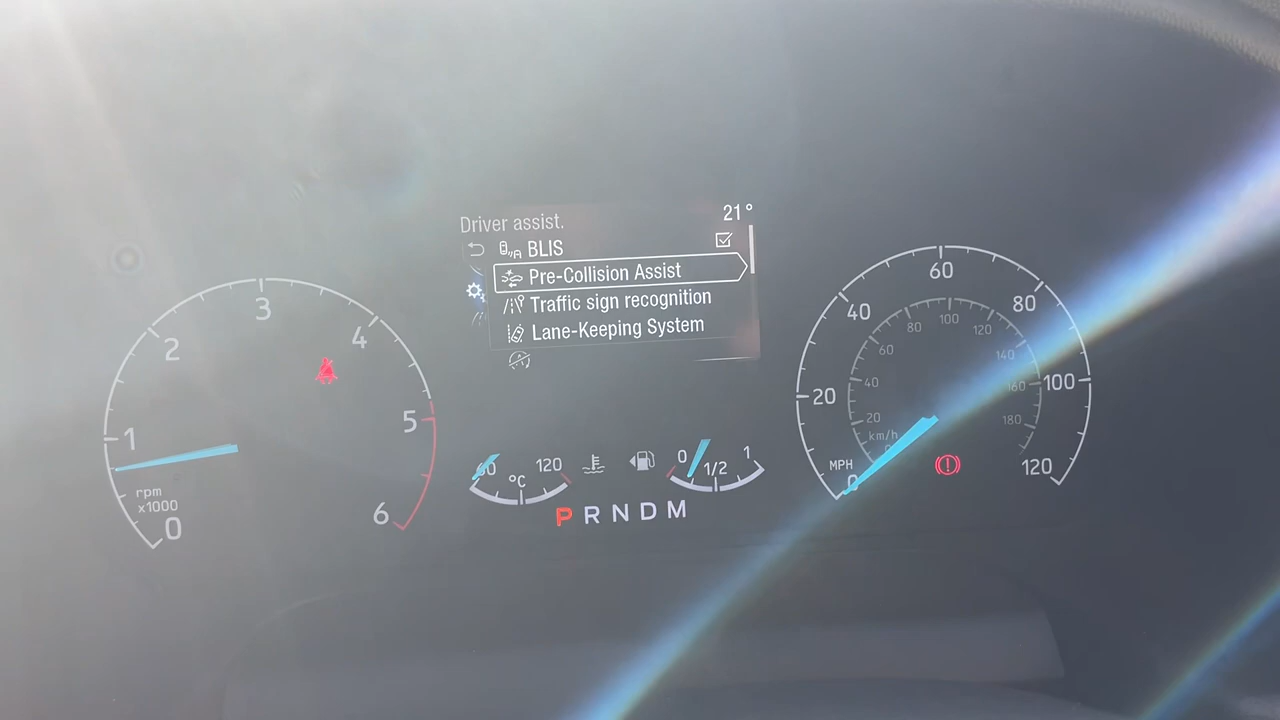 Driver assist. 21°
BLIS
Pre-Collision Assist
Traffic sign recognition
Lane-Keeping System
0 1 2 3 4 5 6
rpm
x1000
60 °C 120
0 1/2 1
P R N D M
0 20 40 60 80 100 120
MPH
20 40 60 80 100 120 140 160 180
km/h